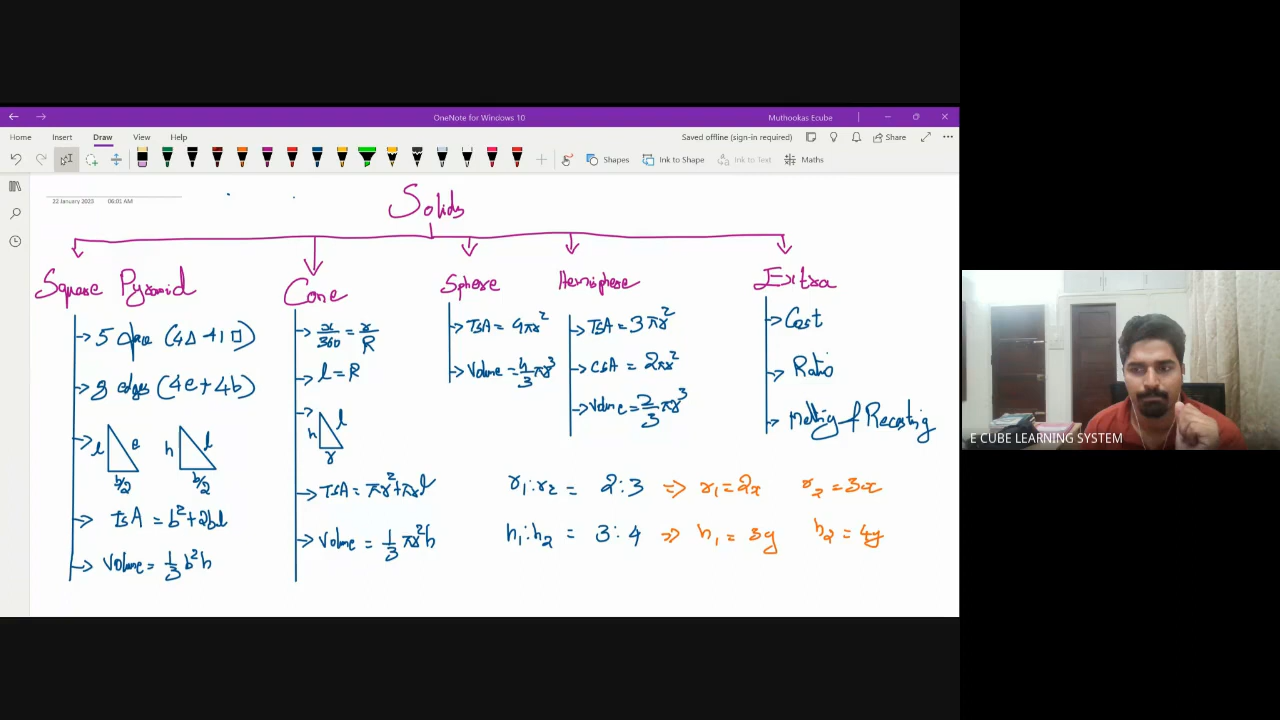 OneNote for Windows 10
Muthookas Ecube
Home Insert Draw View Help
Saved offline (sign-in required)
Share
Shapes
Ink to Shape
Ink to Text
Maths
22 January 2023 06:01 AM
Solids
Square Pyramid
5 face (4Δ+1□)
8 edges (4e+4b)
l e b/2
h l b/2
TSA = b²+2bl
Volume = 1/3 b²h
Cone
x/360 = r/R
l = R
h l r
TSA = πr²+πrl
Volume = 1/3 πr²h
Sphere
TSA = 4πr²
Volume = 4/3 πr³
Hemisphere
TSA = 3πr²
CSA = 2πr²
Volume = 2/3 πr³
Extra
Cost
Ratio
Melting & Recasting
r₁:r₂ = 2:3 => r₁=2x r₂=3x
h₁:h₂ = 3:4 => h₁=3y h₂=4y
E CUBE LEARNING SYSTEM